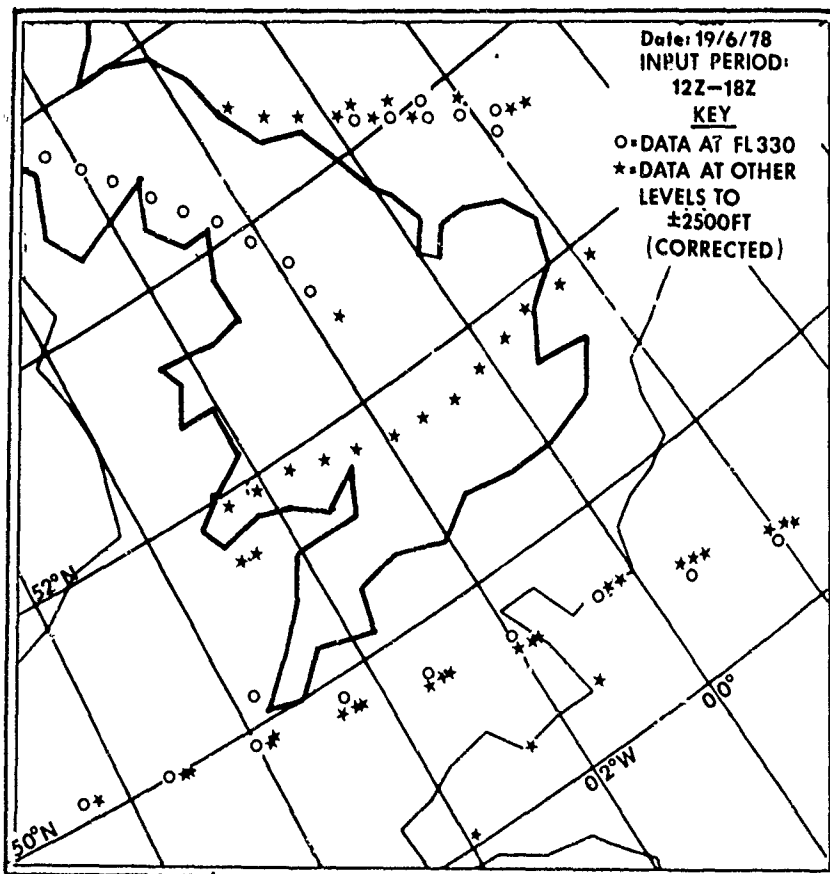 Date: 19/6/78
INPUT PERIOD:
12Z–18Z
KEY
O=DATA AT FL330
★=DATA AT OTHER
LEVELS TO
±2500FT
(CORRECTED)
52°N
0°
2°W
50°N